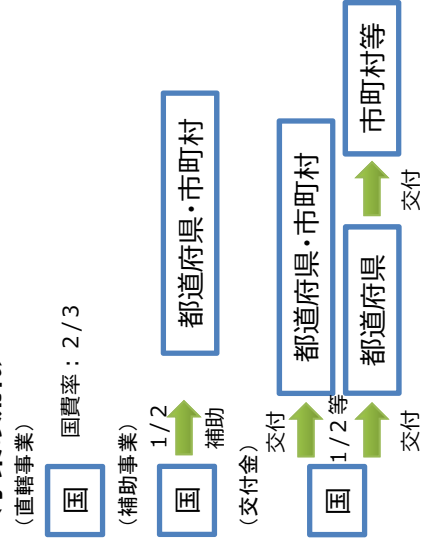 （直轄事業）
国
国費率：２/３
（補助事業）
国
１/２
補助
都道府県・市町村
（交付金）
国
交付
１/２等
交付
都道府県・市町村
都道府県
交付
市町村等